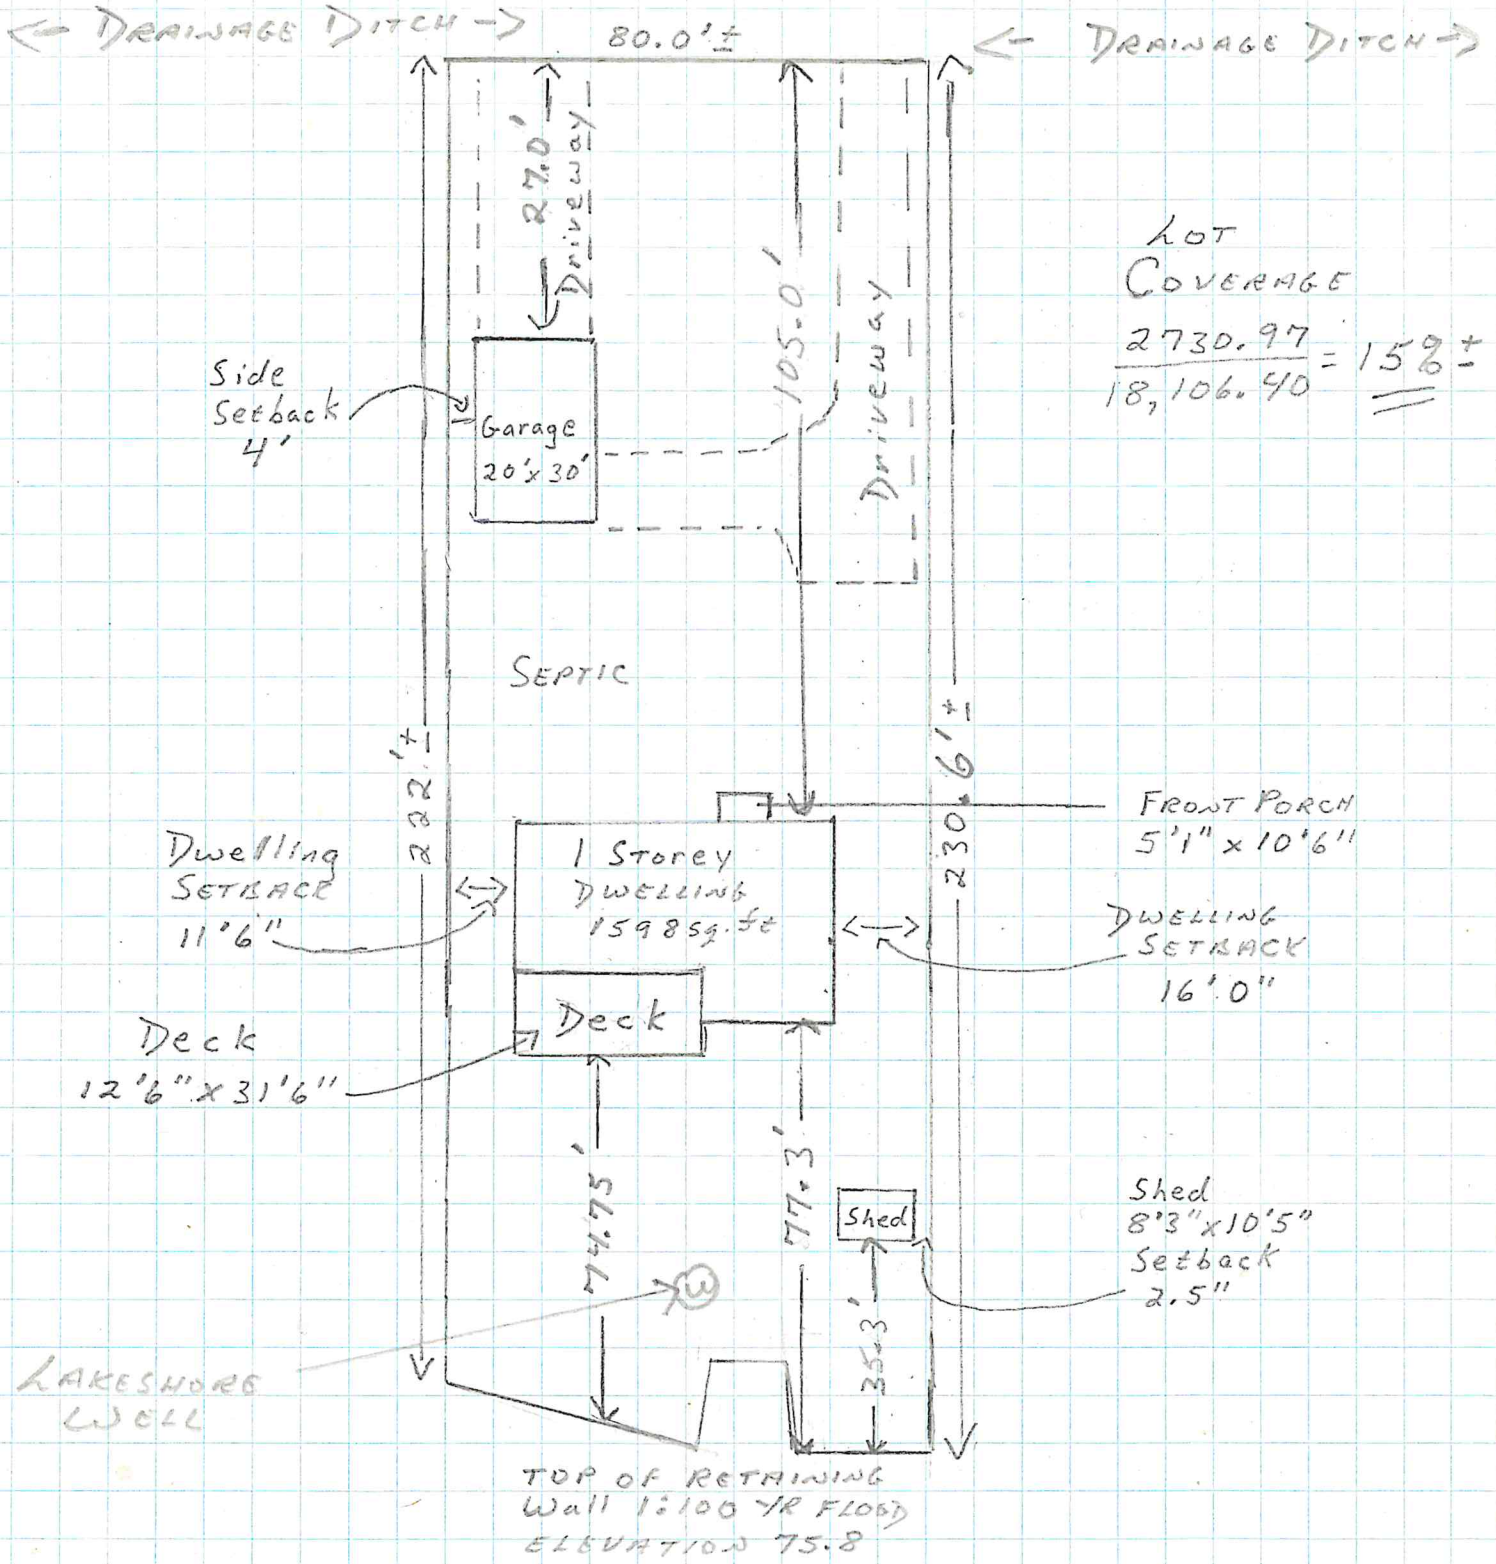 <- DRAINAGE DITCH ->
80.0'±
<- DRAINAGE DITCH ->
27.0'
Driveway
105.0'
Driveway
LOT
COVERAGE
2730.97
18,106.40
= 15% ±
Side
Setback
4'
Garage
20'x30'
SEPTIC
222'±
230.6'±
FRONT PORCH
5'1" x 10'6"
Dwelling
SETBACK
11'6"
1 Storey
DWELLING
1598 sq. ft
DWELLING
SETBACK
16'.0"
Deck
Deck
12'6" x 31'6"
74.75'
77.3'
Shed
35.3'
Shed
8'3" x 10'5"
Setback
2.5"
W
LAKESHORE
WELL
TOP OF RETAINING
Wall 1:100 YR FLOOD
ELEVATION 75.8